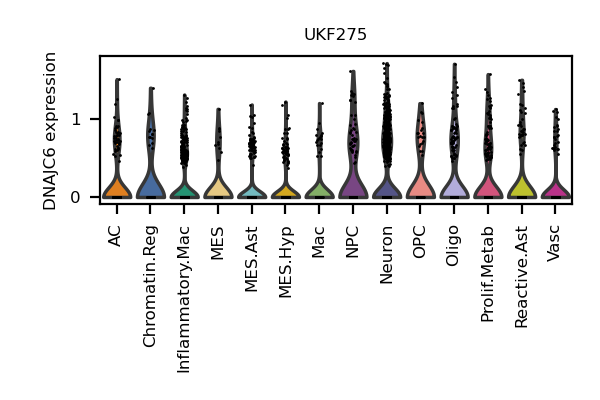 UKF275
DNAJC6 expression
1
0
AC
Chromatin.Reg
Inflammatory.Mac
MES
MES.Ast
MES.Hyp
Mac
NPC
Neuron
OPC
Oligo
Prolif.Metab
Reactive.Ast
Vasc